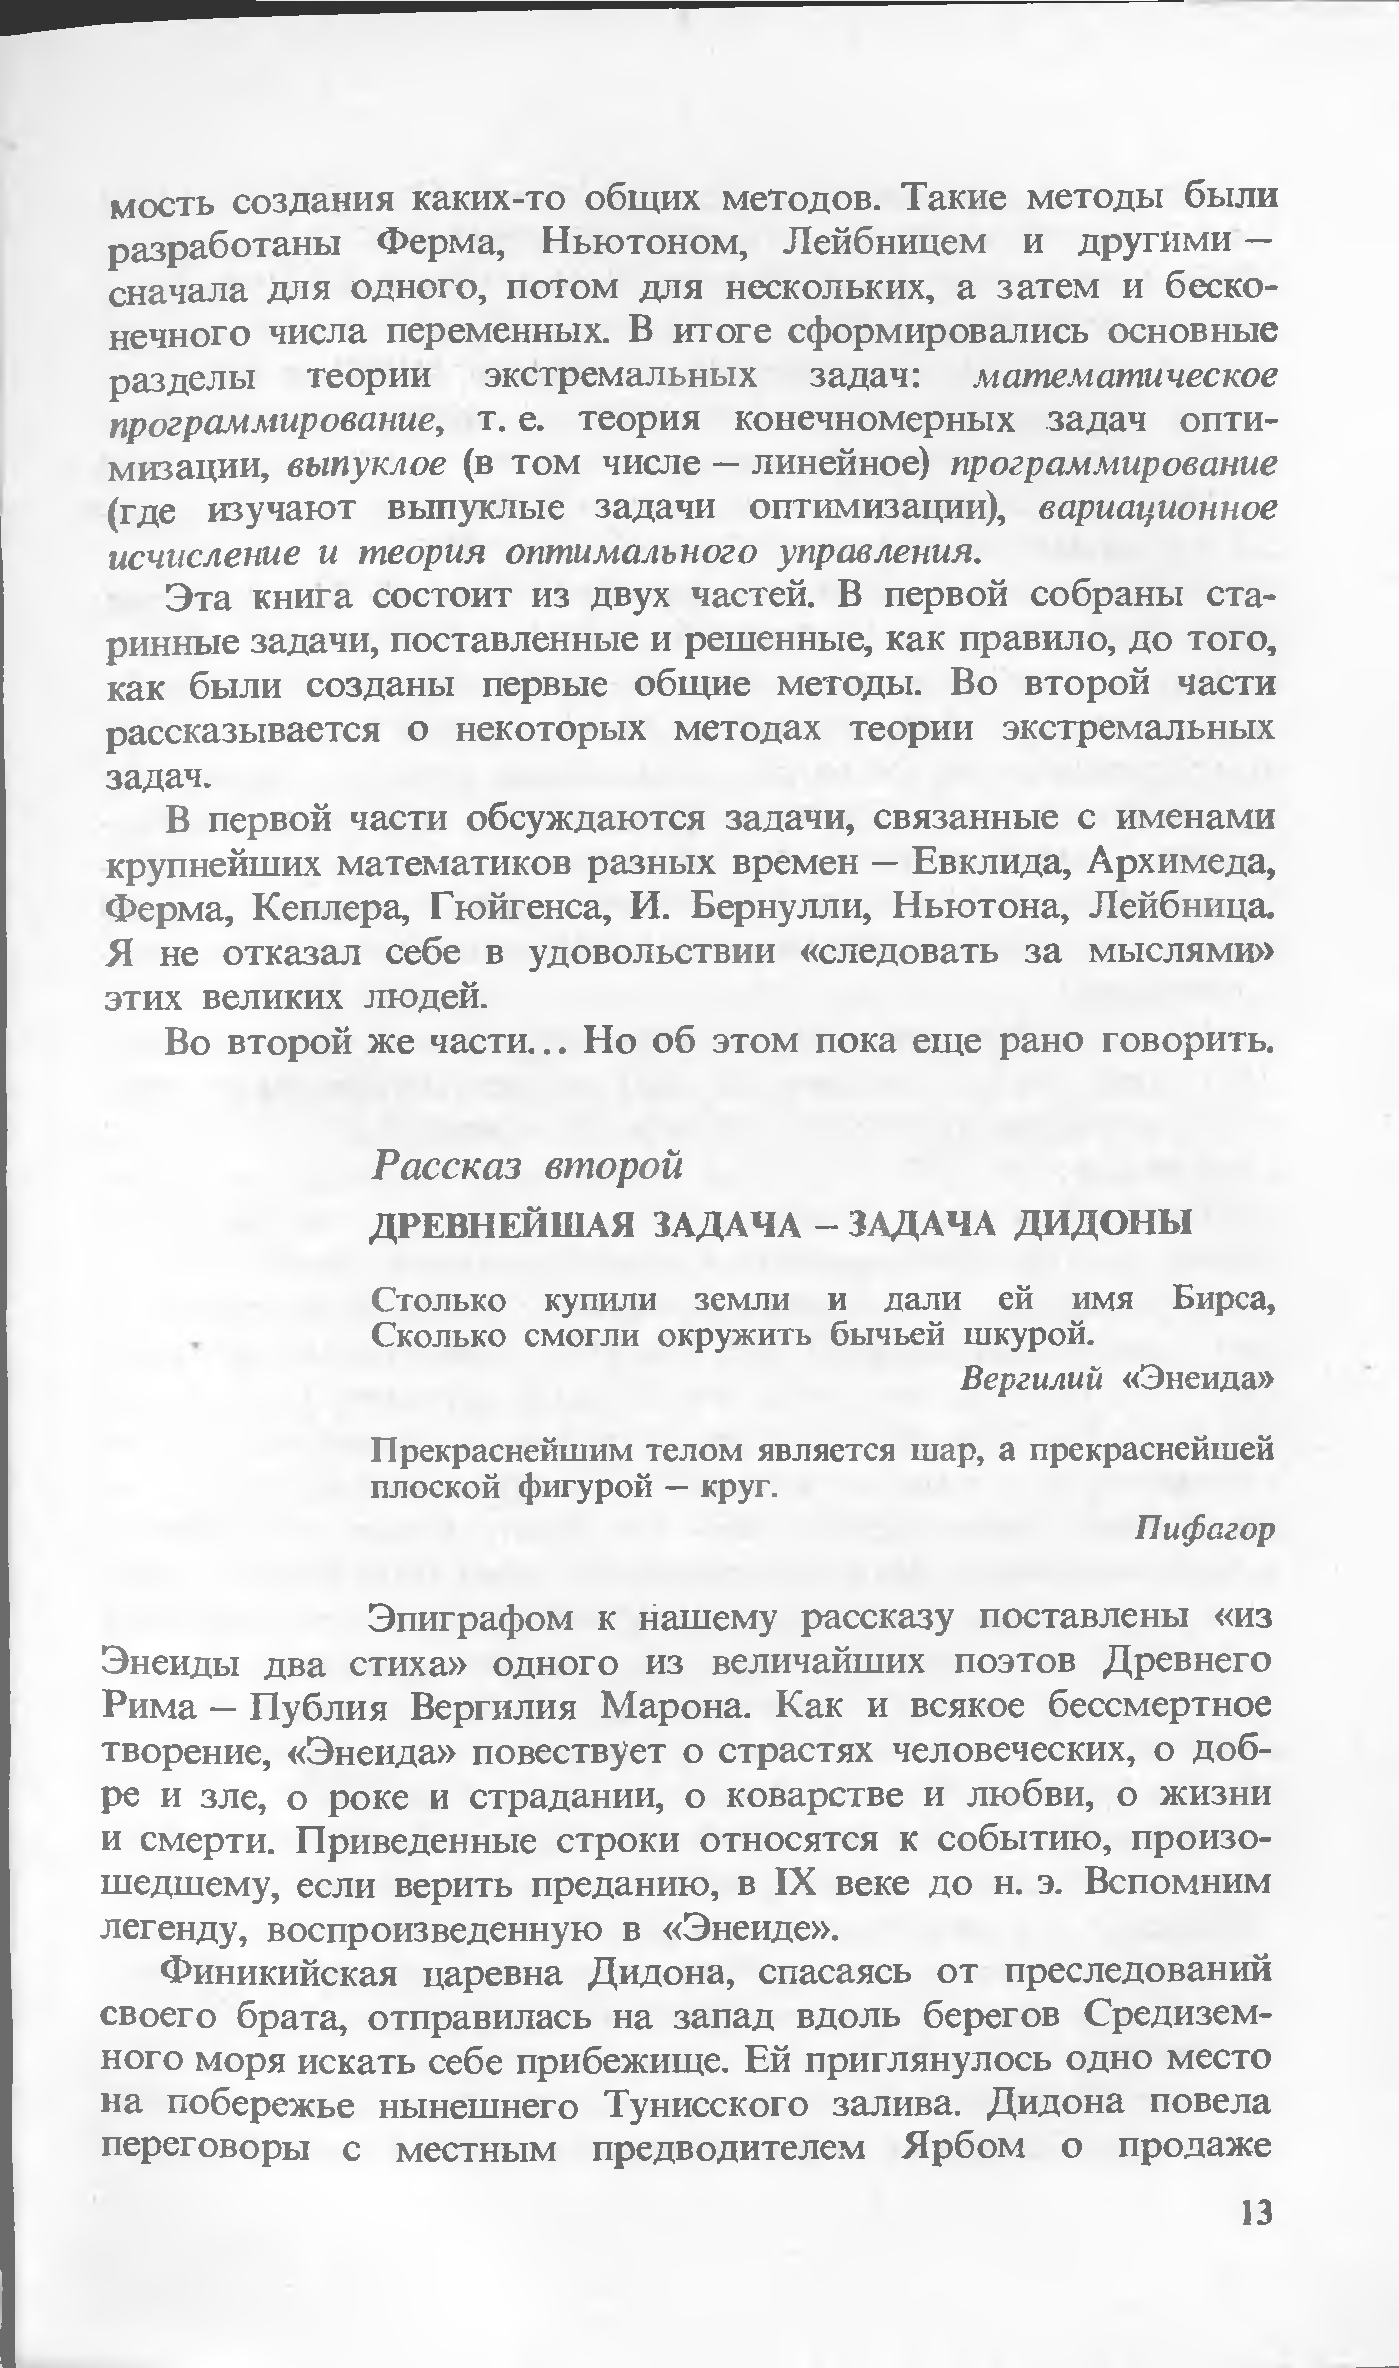 мость создания каких-то общих методов. Такие методы были
разработаны Ферма, Ньютоном, Лейбницем и другими —
сначала для одного, потом для нескольких, а затем и беско-
нечного числа переменных. В итоге сформировались основные
разделы теории экстремальных задач: математическое
программирование, т. е. теория конечномерных задач опти-
мизации, выпуклое (в том числе — линейное) программирование
(где изучают выпуклые задачи оптимизации), вариационное
исчисление и теория оптимального управления.
Эта книга состоит из двух частей. В первой собраны ста-
ринные задачи, поставленные и решенные, как правило, до того,
как были созданы первые общие методы. Во второй части
рассказывается о некоторых методах теории экстремальных
задач.
В первой части обсуждаются задачи, связанные с именами
крупнейших математиков разных времен — Евклида, Архимеда,
Ферма, Кеплера, Гюйгенса, И. Бернулли, Ньютона, Лейбница.
Я не отказал себе в удовольствии «следовать за мыслями»
этих великих людей.
Во второй же части... Но об этом пока еще рано говорить.
Рассказ второй
ДРЕВНЕЙШАЯ ЗАДАЧА – ЗАДАЧА ДИДОНЫ
Столько купили земли и дали ей имя Бирса,
Сколько смогли окружить бычьей шкурой.
Вергилий «Энеида»
Прекраснейшим телом является шар, а прекраснейшей
плоской фигурой — круг.
Пифагор
Эпиграфом к нашему рассказу поставлены «из
Энеиды два стиха» одного из величайших поэтов Древнего
Рима — Публия Вергилия Марона. Как и всякое бессмертное
творение, «Энеида» повествует о страстях человеческих, о доб-
ре и зле, о роке и страдании, о коварстве и любви, о жизни
и смерти. Приведенные строки относятся к событию, произо-
шедшему, если верить преданию, в IX веке до н. э. Вспомним
легенду, воспроизведенную в «Энеиде».
Финикийская царевна Дидона, спасаясь от преследований
своего брата, отправилась на запад вдоль берегов Средизем-
ного моря искать себе прибежище. Ей приглянулось одно место
на побережье нынешнего Тунисского залива. Дидона повела
переговоры с местным предводителем Ярбом о продаже
13